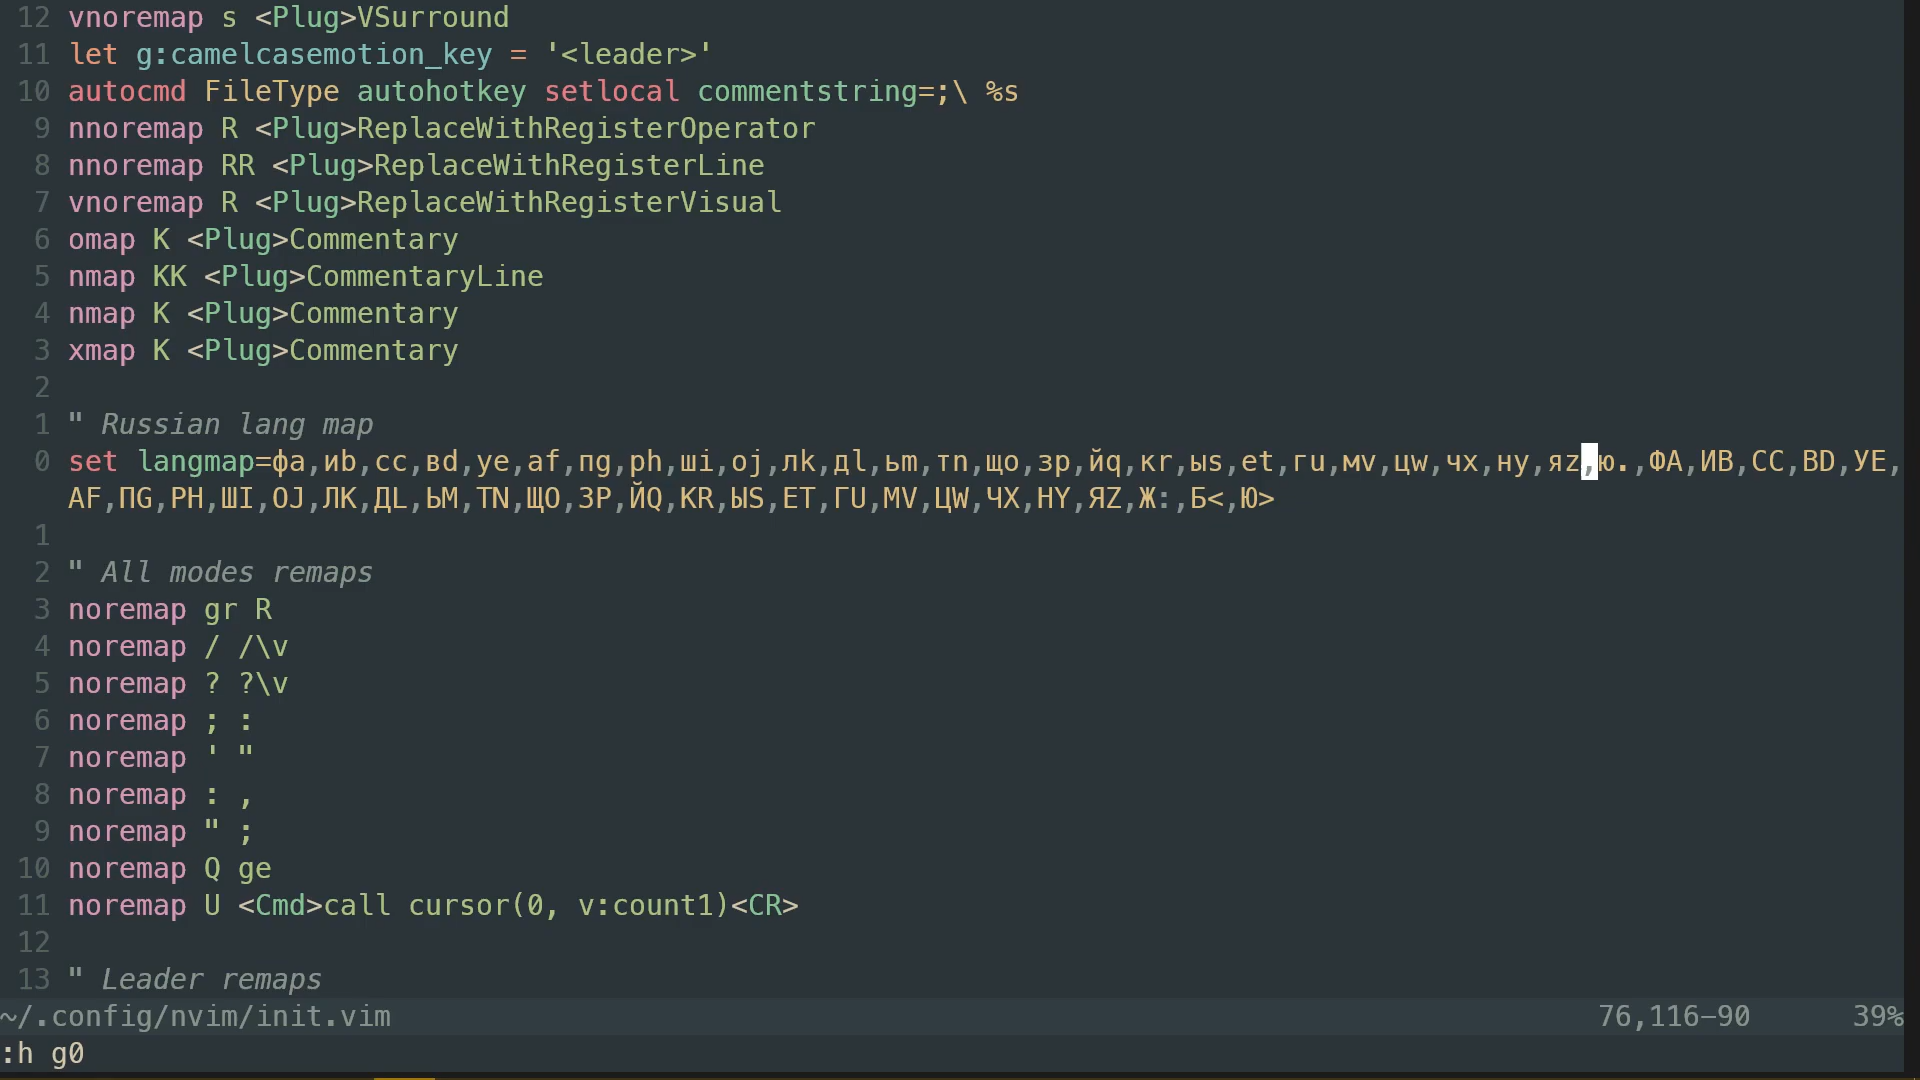 12 vnoremap s <Plug>VSurround
11 let g:camelcasemotion_key = '<leader>'
10 autocmd FileType autohotkey setlocal commentstring=;\ %s
9 nnoremap R <Plug>ReplaceWithRegisterOperator
8 nnoremap RR <Plug>ReplaceWithRegisterLine
7 vnoremap R <Plug>ReplaceWithRegisterVisual
6 omap K <Plug>Commentary
5 nmap KK <Plug>CommentaryLine
4 nmap K <Plug>Commentary
3 xmap K <Plug>Commentary
2
1 " Russian lang map
0 set langmap=фa,иb,сc,вd,уe,аf,пg,рh,шi,оj,лk,дl,ьm,тn,щo,зp,йq,кr,ыs,еt,гu,мv,цw,чx,нy,яz,ю.,ФA,ИB,СC,ВD,УE,
АF,ПG,РH,ШI,ОJ,ЛK,ДL,ЬM,ТN,ЩO,ЗP,ЙQ,КR,ЫS,ЕT,ГU,МV,ЦW,ЧX,НY,ЯZ,Ж:,Б<,Ю>
1
2 " All modes remaps
3 noremap gr R
4 noremap / /\v
5 noremap ? ?\v
6 noremap ; :
7 noremap ' "
8 noremap : ,
9 noremap " ;
10 noremap Q ge
11 noremap U <Cmd>call cursor(0, v:count1)<CR>
12
13 " Leader remaps
~/.config/nvim/init.vim 76,116-90 39%
:h g0